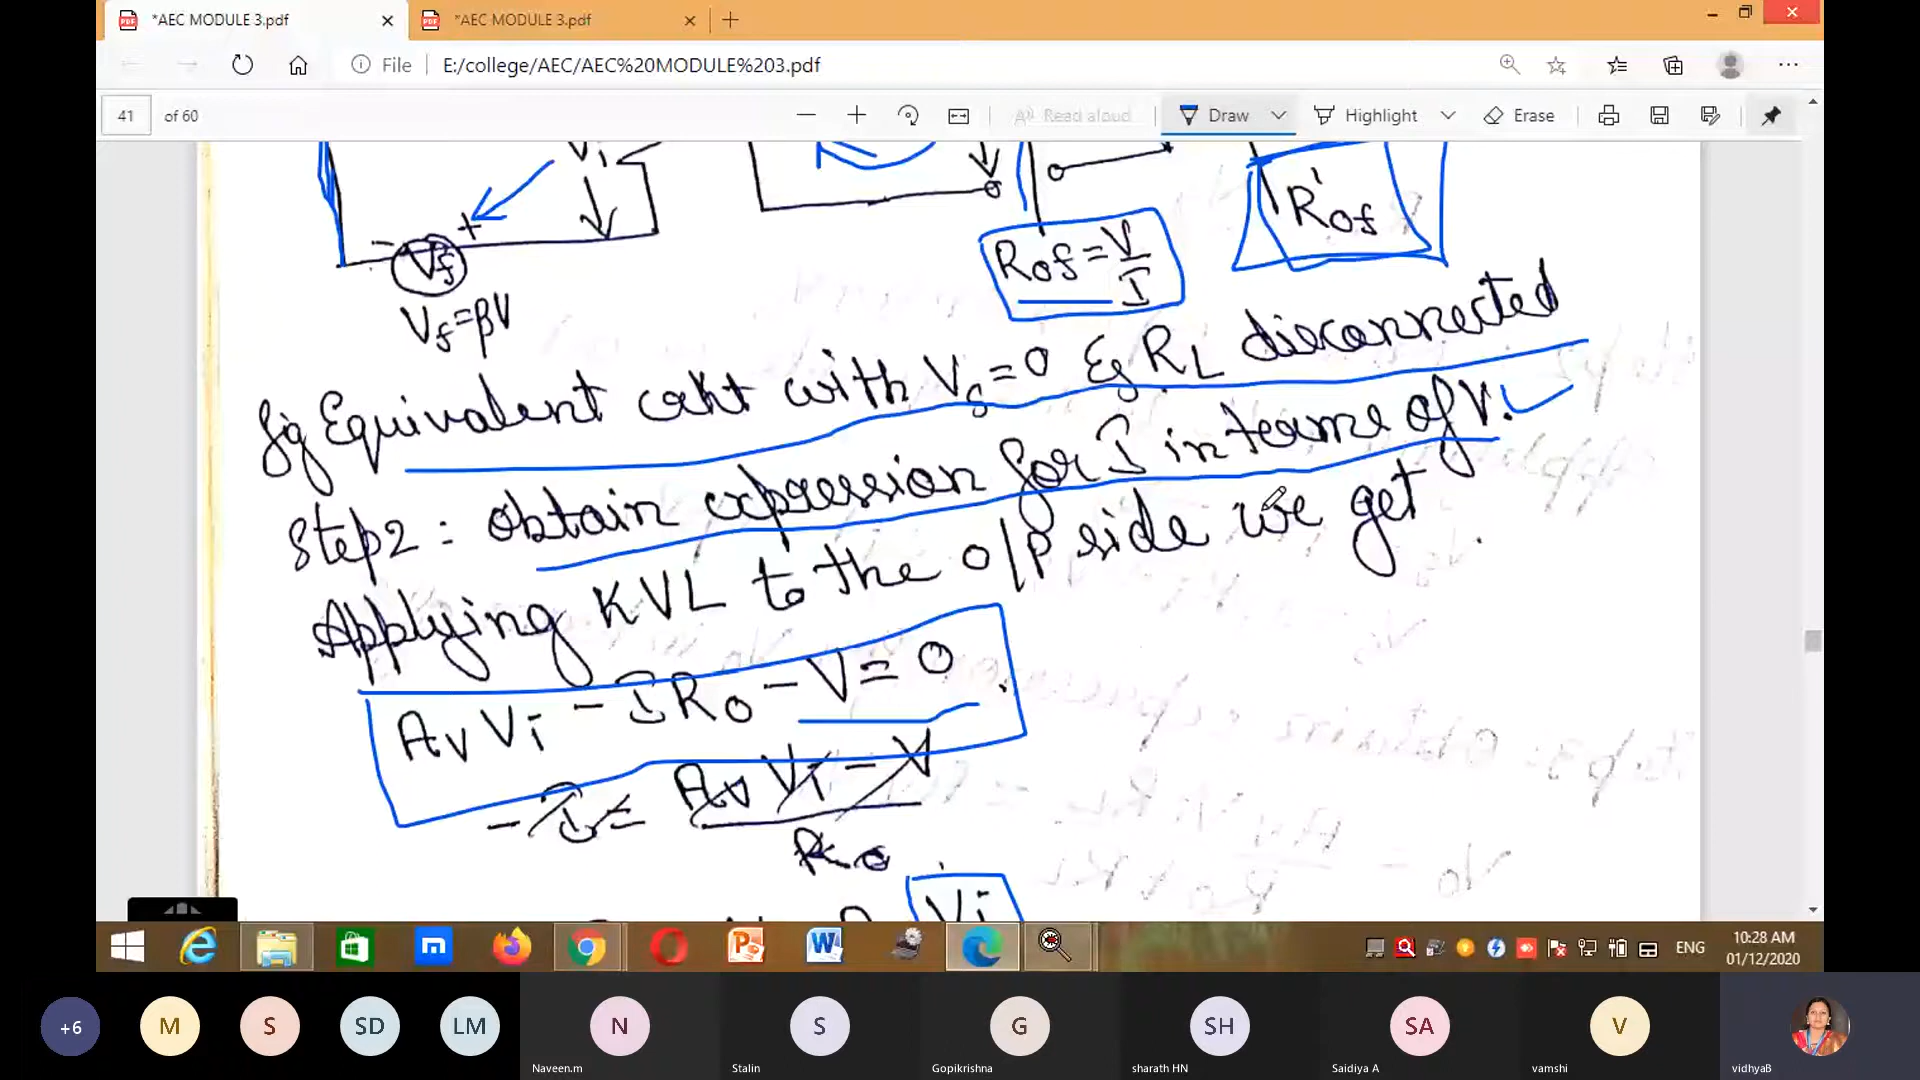 *AEC MODULE 3.pdf
*AEC MODULE 3.pdf
File
E:/college/AEC/AEC%20MODULE%203.pdf
41 of 60
Read aloud
Draw
Highlight
Erase
Vi
+
−
Vf
Vf=βV
Rof=V/I
R'of
fig Equivalent ckt with Vs=0 & RL disconnected
Step2: obtain expression for I in terms of V.
Applying KVL to the o/p side we get
AvVi − IRo − V = 0
− I = AvVi − V
Ro
Vi
ENG
10:28 AM
01/12/2020
+6
M
S
SD
LM
N
S
G
SH
SA
V
Naveen.m
Stalin
Gopikrishna
sharath HN
Saidiya A
vamshi
vidhyaB